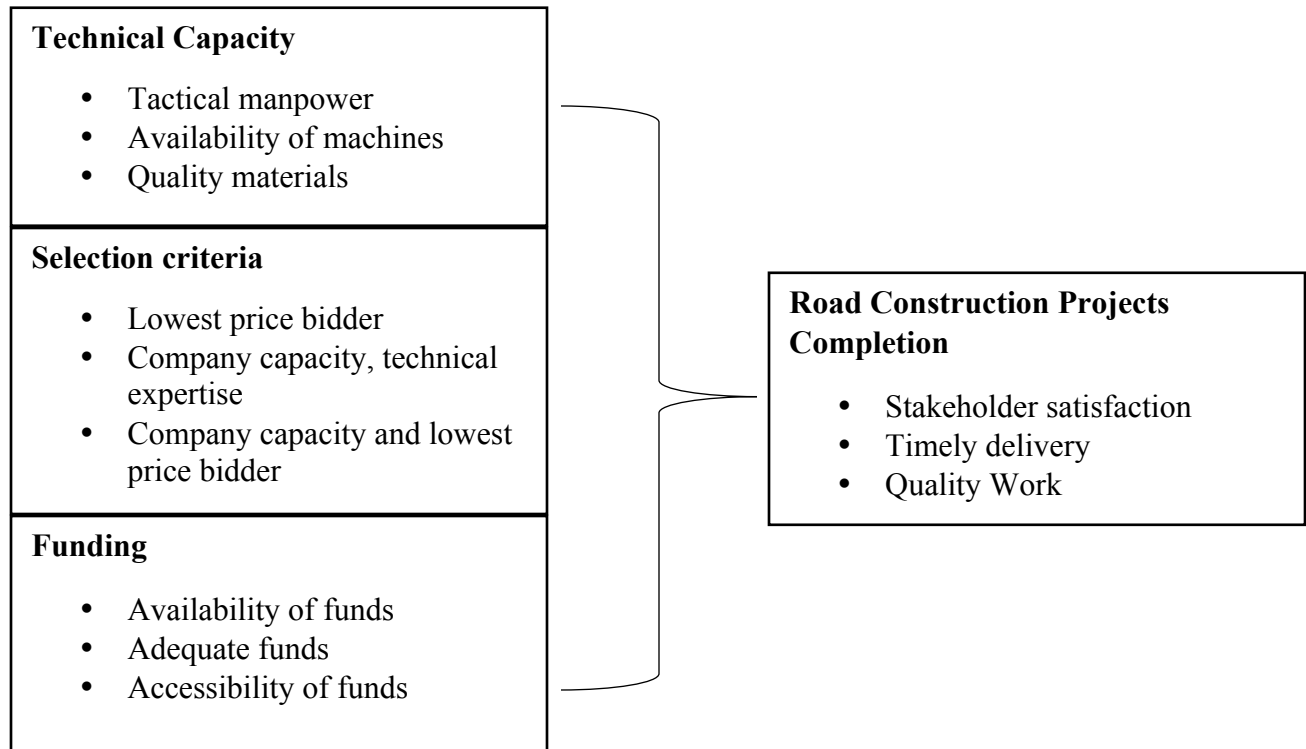 Technical Capacity
• Tactical manpower
• Availability of machines
• Quality materials
Selection criteria
• Lowest price bidder
• Company capacity, technical
expertise
• Company capacity and lowest
price bidder
Funding
• Availability of funds
• Adequate funds
• Accessibility of funds
Road Construction Projects
Completion
• Stakeholder satisfaction
• Timely delivery
• Quality Work